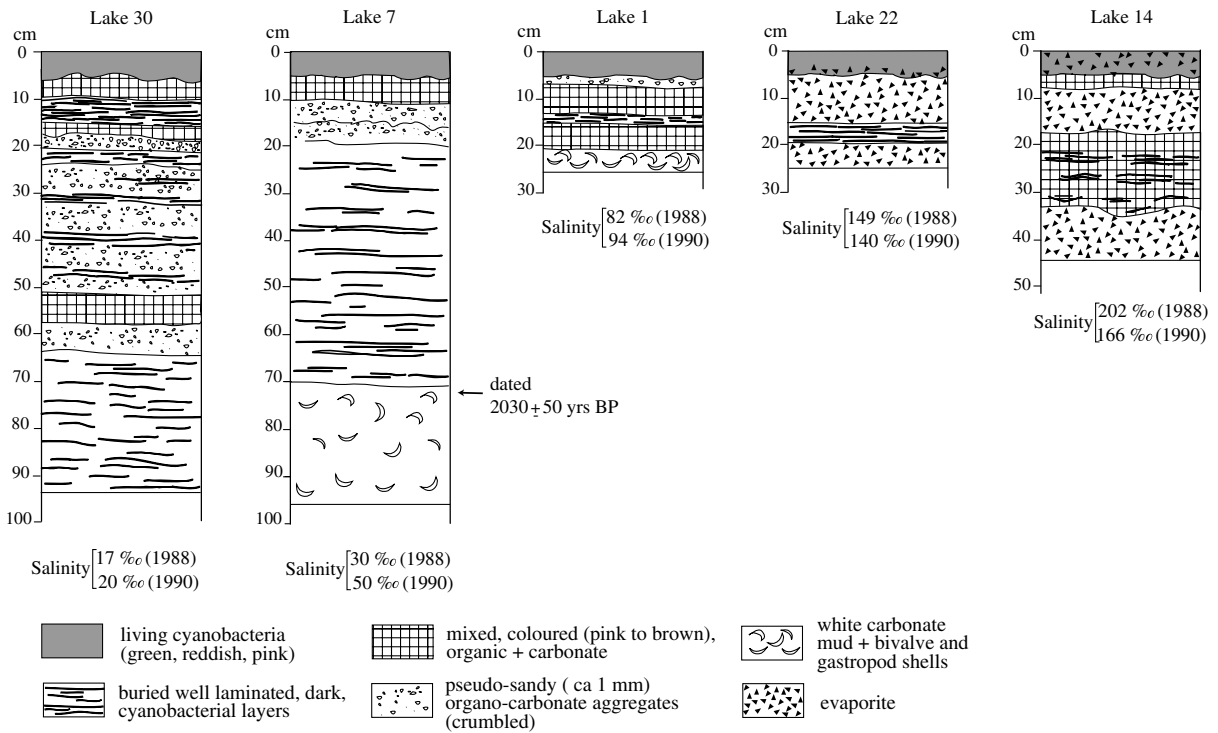 Lake 30
cm
0
10
20
30
40
50
60
70
80
90
100
Salinity
17 ‰ (1988)
20 ‰ (1990)
Lake 7
cm
0
10
20
30
40
50
60
70
80
90
100
dated
2030±50 yrs BP
Salinity
30 ‰ (1988)
50 ‰ (1990)
Lake 1
cm
0
10
20
30
Salinity
82 ‰ (1988)
94 ‰ (1990)
Lake 22
cm
0
10
20
30
Salinity
149 ‰ (1988)
140 ‰ (1990)
Lake 14
cm
0
10
20
30
40
50
Salinity
202 ‰ (1988)
166 ‰ (1990)
living cyanobacteria
(green, reddish, pink)
buried well laminated, dark,
cyanobacterial layers
mixed, coloured (pink to brown),
organic + carbonate
pseudo-sandy ( ca 1 mm)
organo-carbonate aggregates
(crumbled)
white carbonate
mud + bivalve and
gastropod shells
evaporite